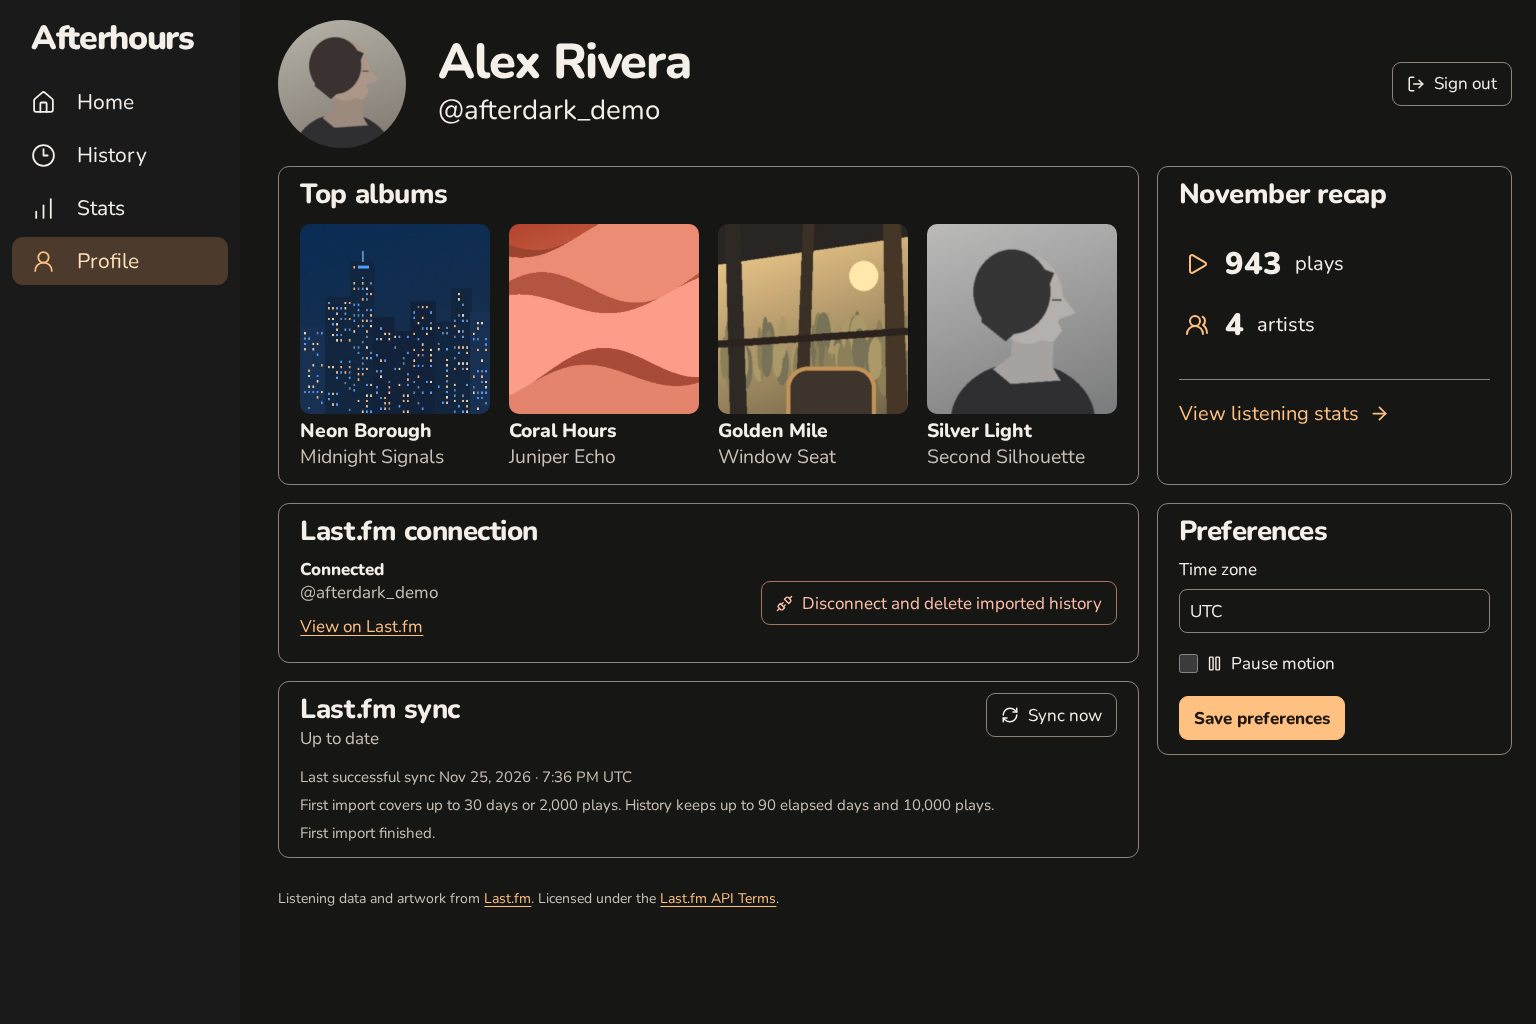 Afterhours
Home
History
Stats
Profile
Alex Rivera
@afterdark_demo
Sign out
Top albums
Neon Borough
Midnight Signals
Coral Hours
Juniper Echo
Golden Mile
Window Seat
Silver Light
Second Silhouette
November recap
943 plays
4 artists
View listening stats
Last.fm connection
Connected
@afterdark_demo
View on Last.fm
Disconnect and delete imported history
Preferences
Time zone
UTC
Pause motion
Save preferences
Last.fm sync
Up to date
Sync now
Last successful sync Nov 25, 2026 · 7:36 PM UTC
First import covers up to 30 days or 2,000 plays. History keeps up to 90 elapsed days and 10,000 plays.
First import finished.
Listening data and artwork from Last.fm. Licensed under the Last.fm API Terms.